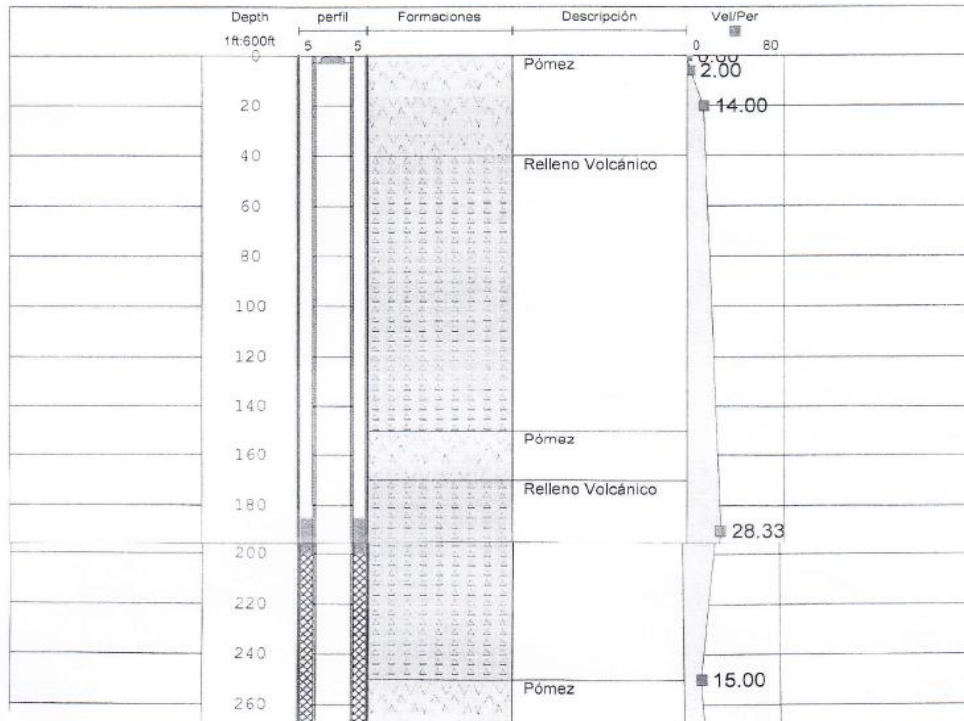 Depth perfil Formaciones Descripción Vel/Per
1ft:600ft 5 5 0 80
0 Pómez
2.00
20 14.00
40 Relleno Volcánico
60
80
100
120
140
150 Pómez
160
Relleno Volcánico
180
28.33
200
220
240
15.00
Pómez
260